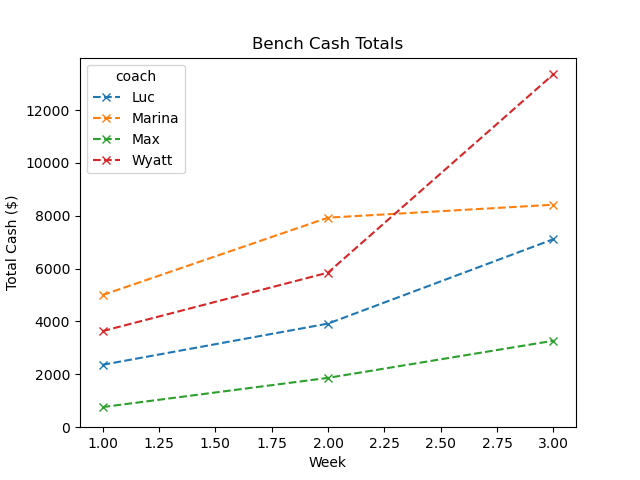 Bench Cash Totals
coach
Luc
Marina
Max
Wyatt
Total Cash ($)
12000
10000
8000
6000
4000
2000
0
1.00 1.25 1.50 1.75 2.00 2.25 2.50 2.75 3.00
Week